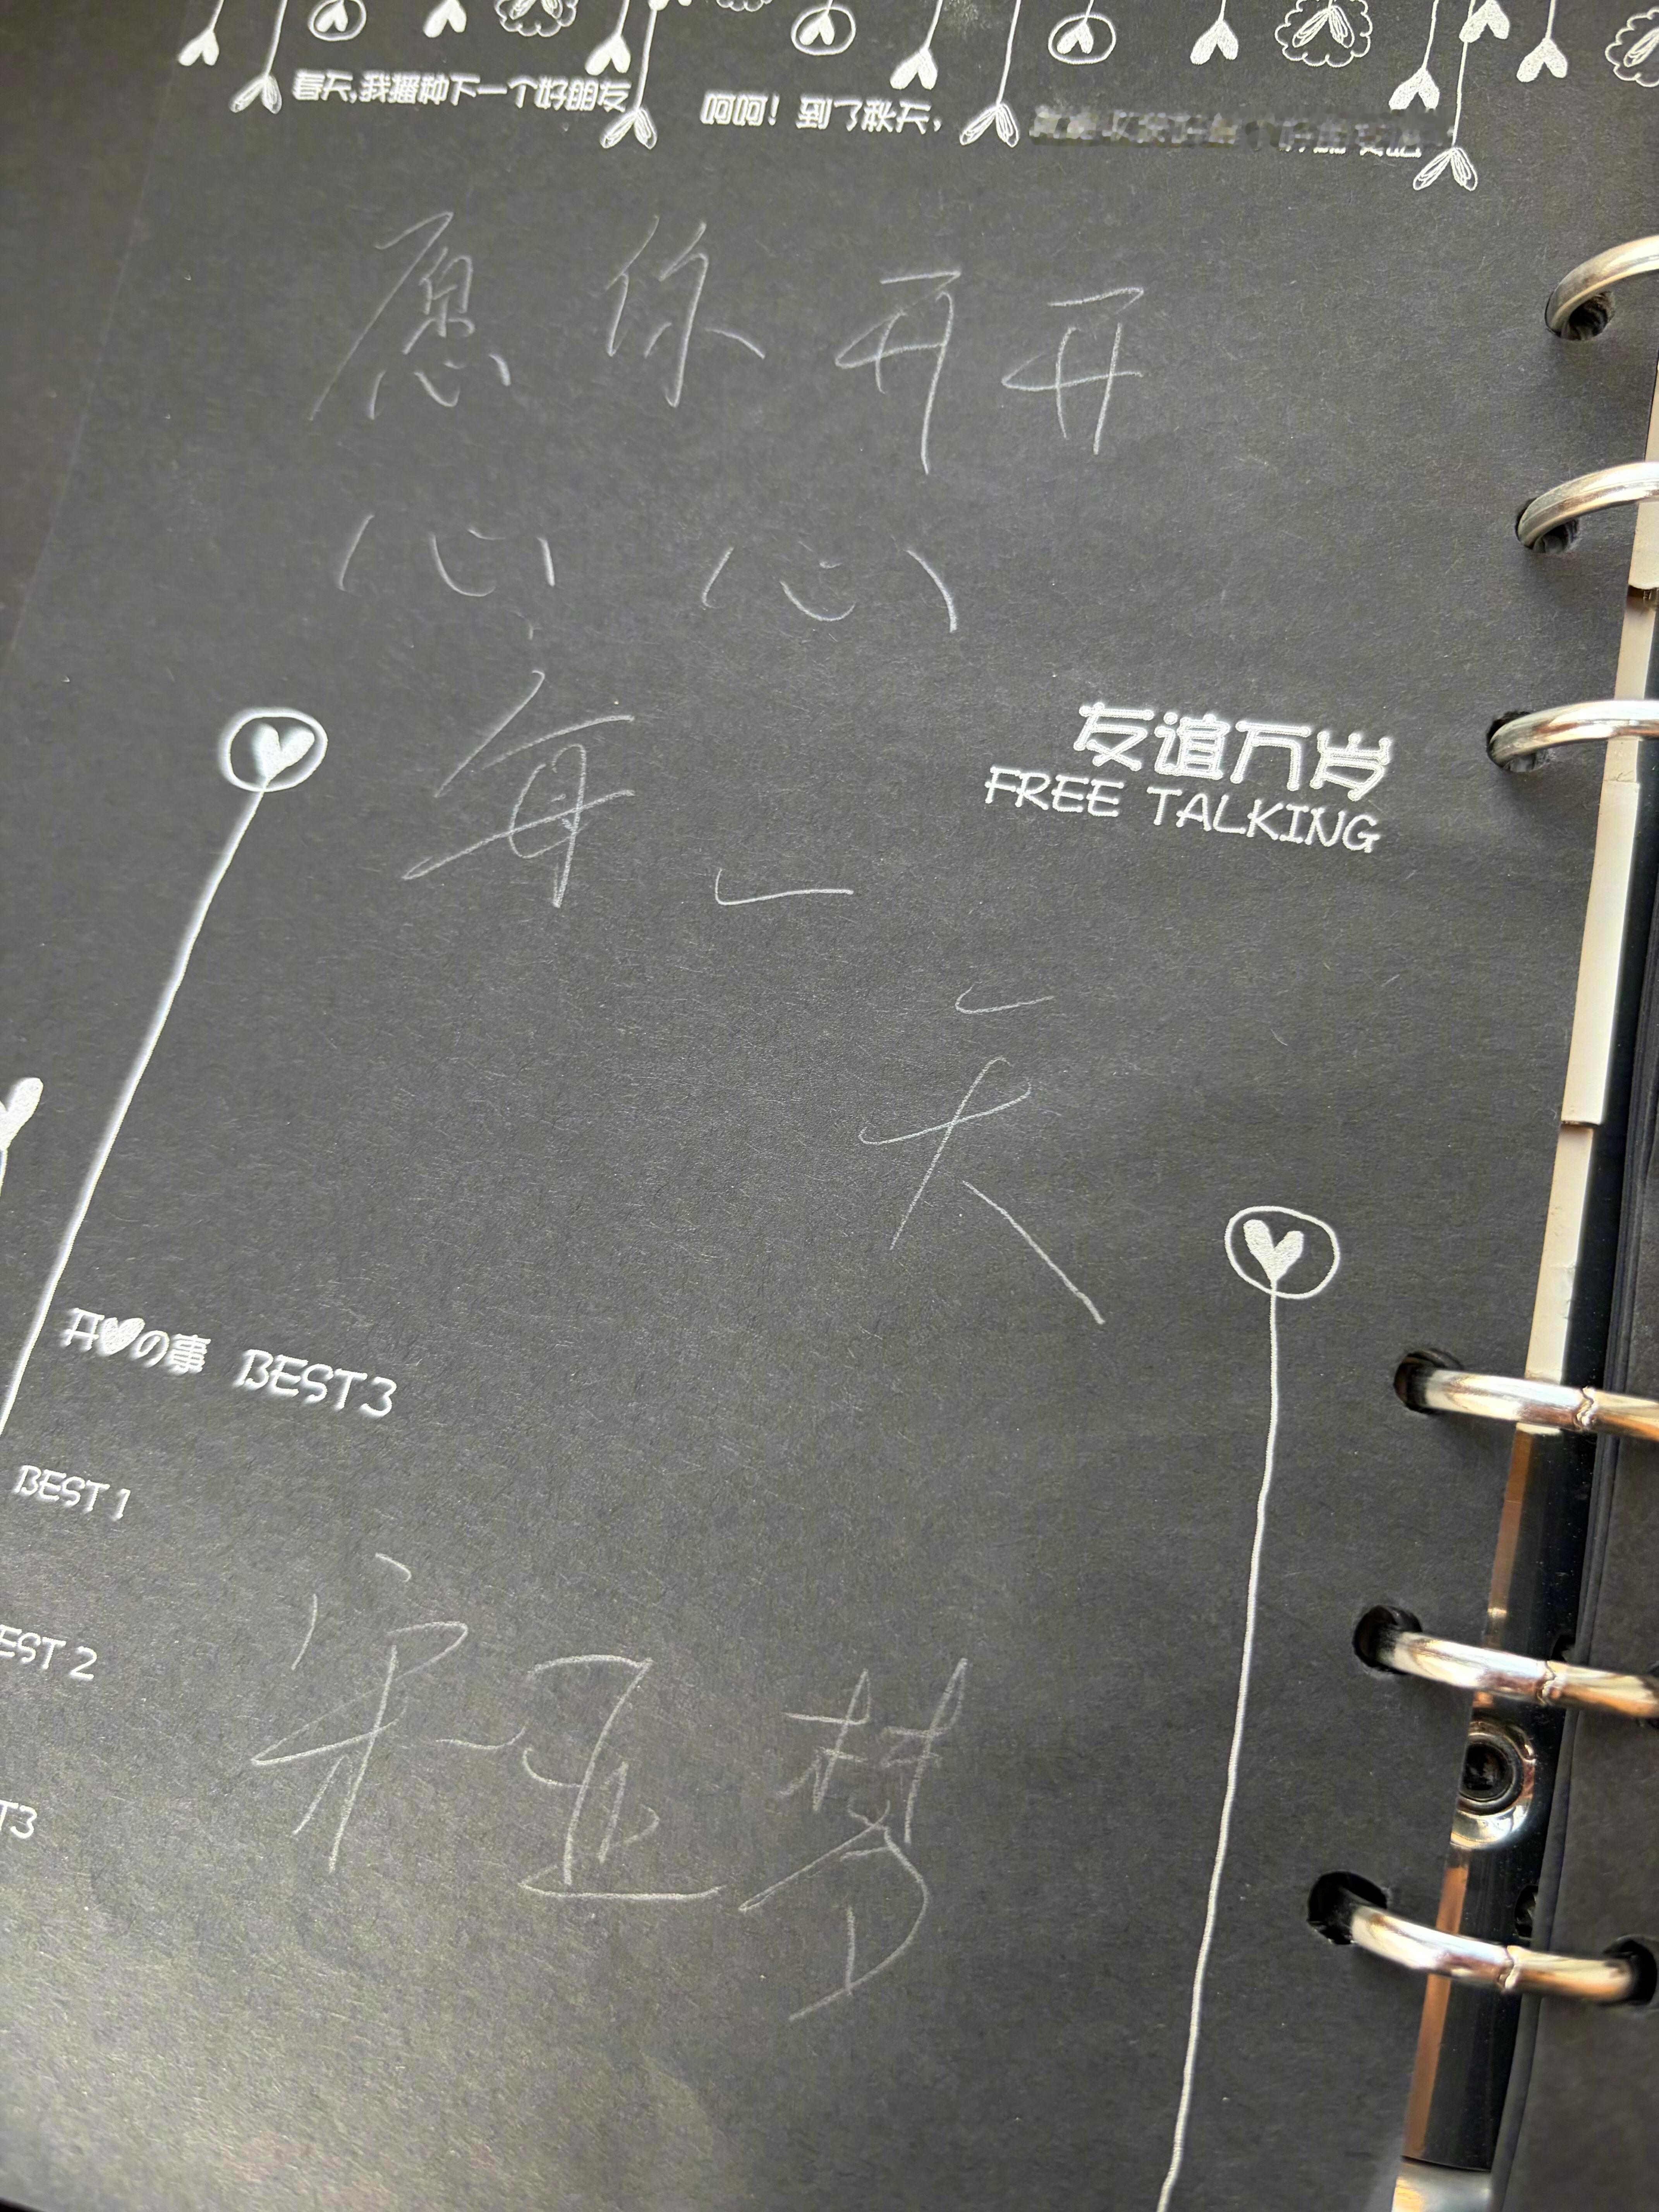 春天,我播种下一个好朋友
呵呵！到了秋天,
愿你开开
心心
友谊万岁
FREE TALKING
每一
天
开♥の事 BEST3
BEST 1
EST 2
T3
宋亚梦